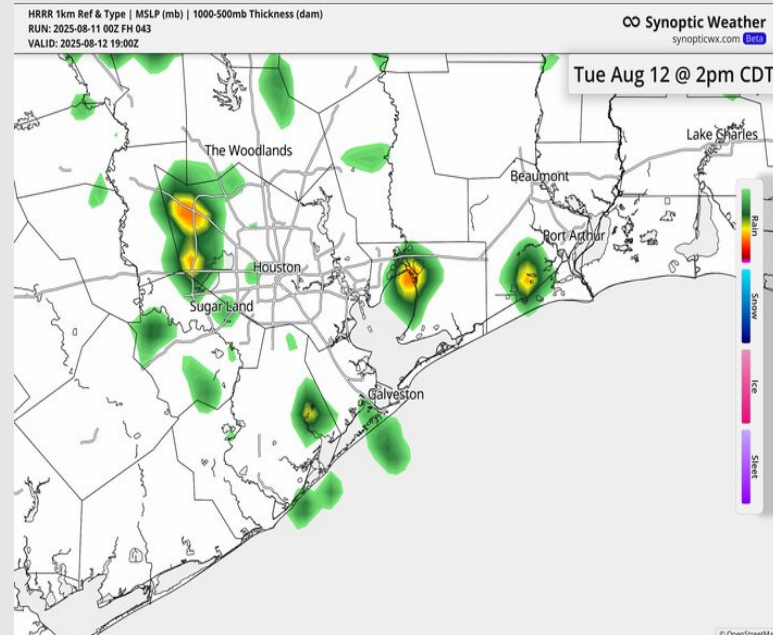 HRRR 1km Ref & Type | MSLP (mb) | 1000-500mb Thickness (dam)
RUN: 2025-08-11 00Z FH 043
VALID: 2025-08-12 19:00Z
Synoptic Weather
synopticwx.com Beta
Tue Aug 12 @ 2pm CDT
Lake Charles
The Woodlands
Beaumont
Port Arthur
Houston
Sugar Land
Galveston
Rain
Snow
Ice
Sleet
© OpenStreetMa